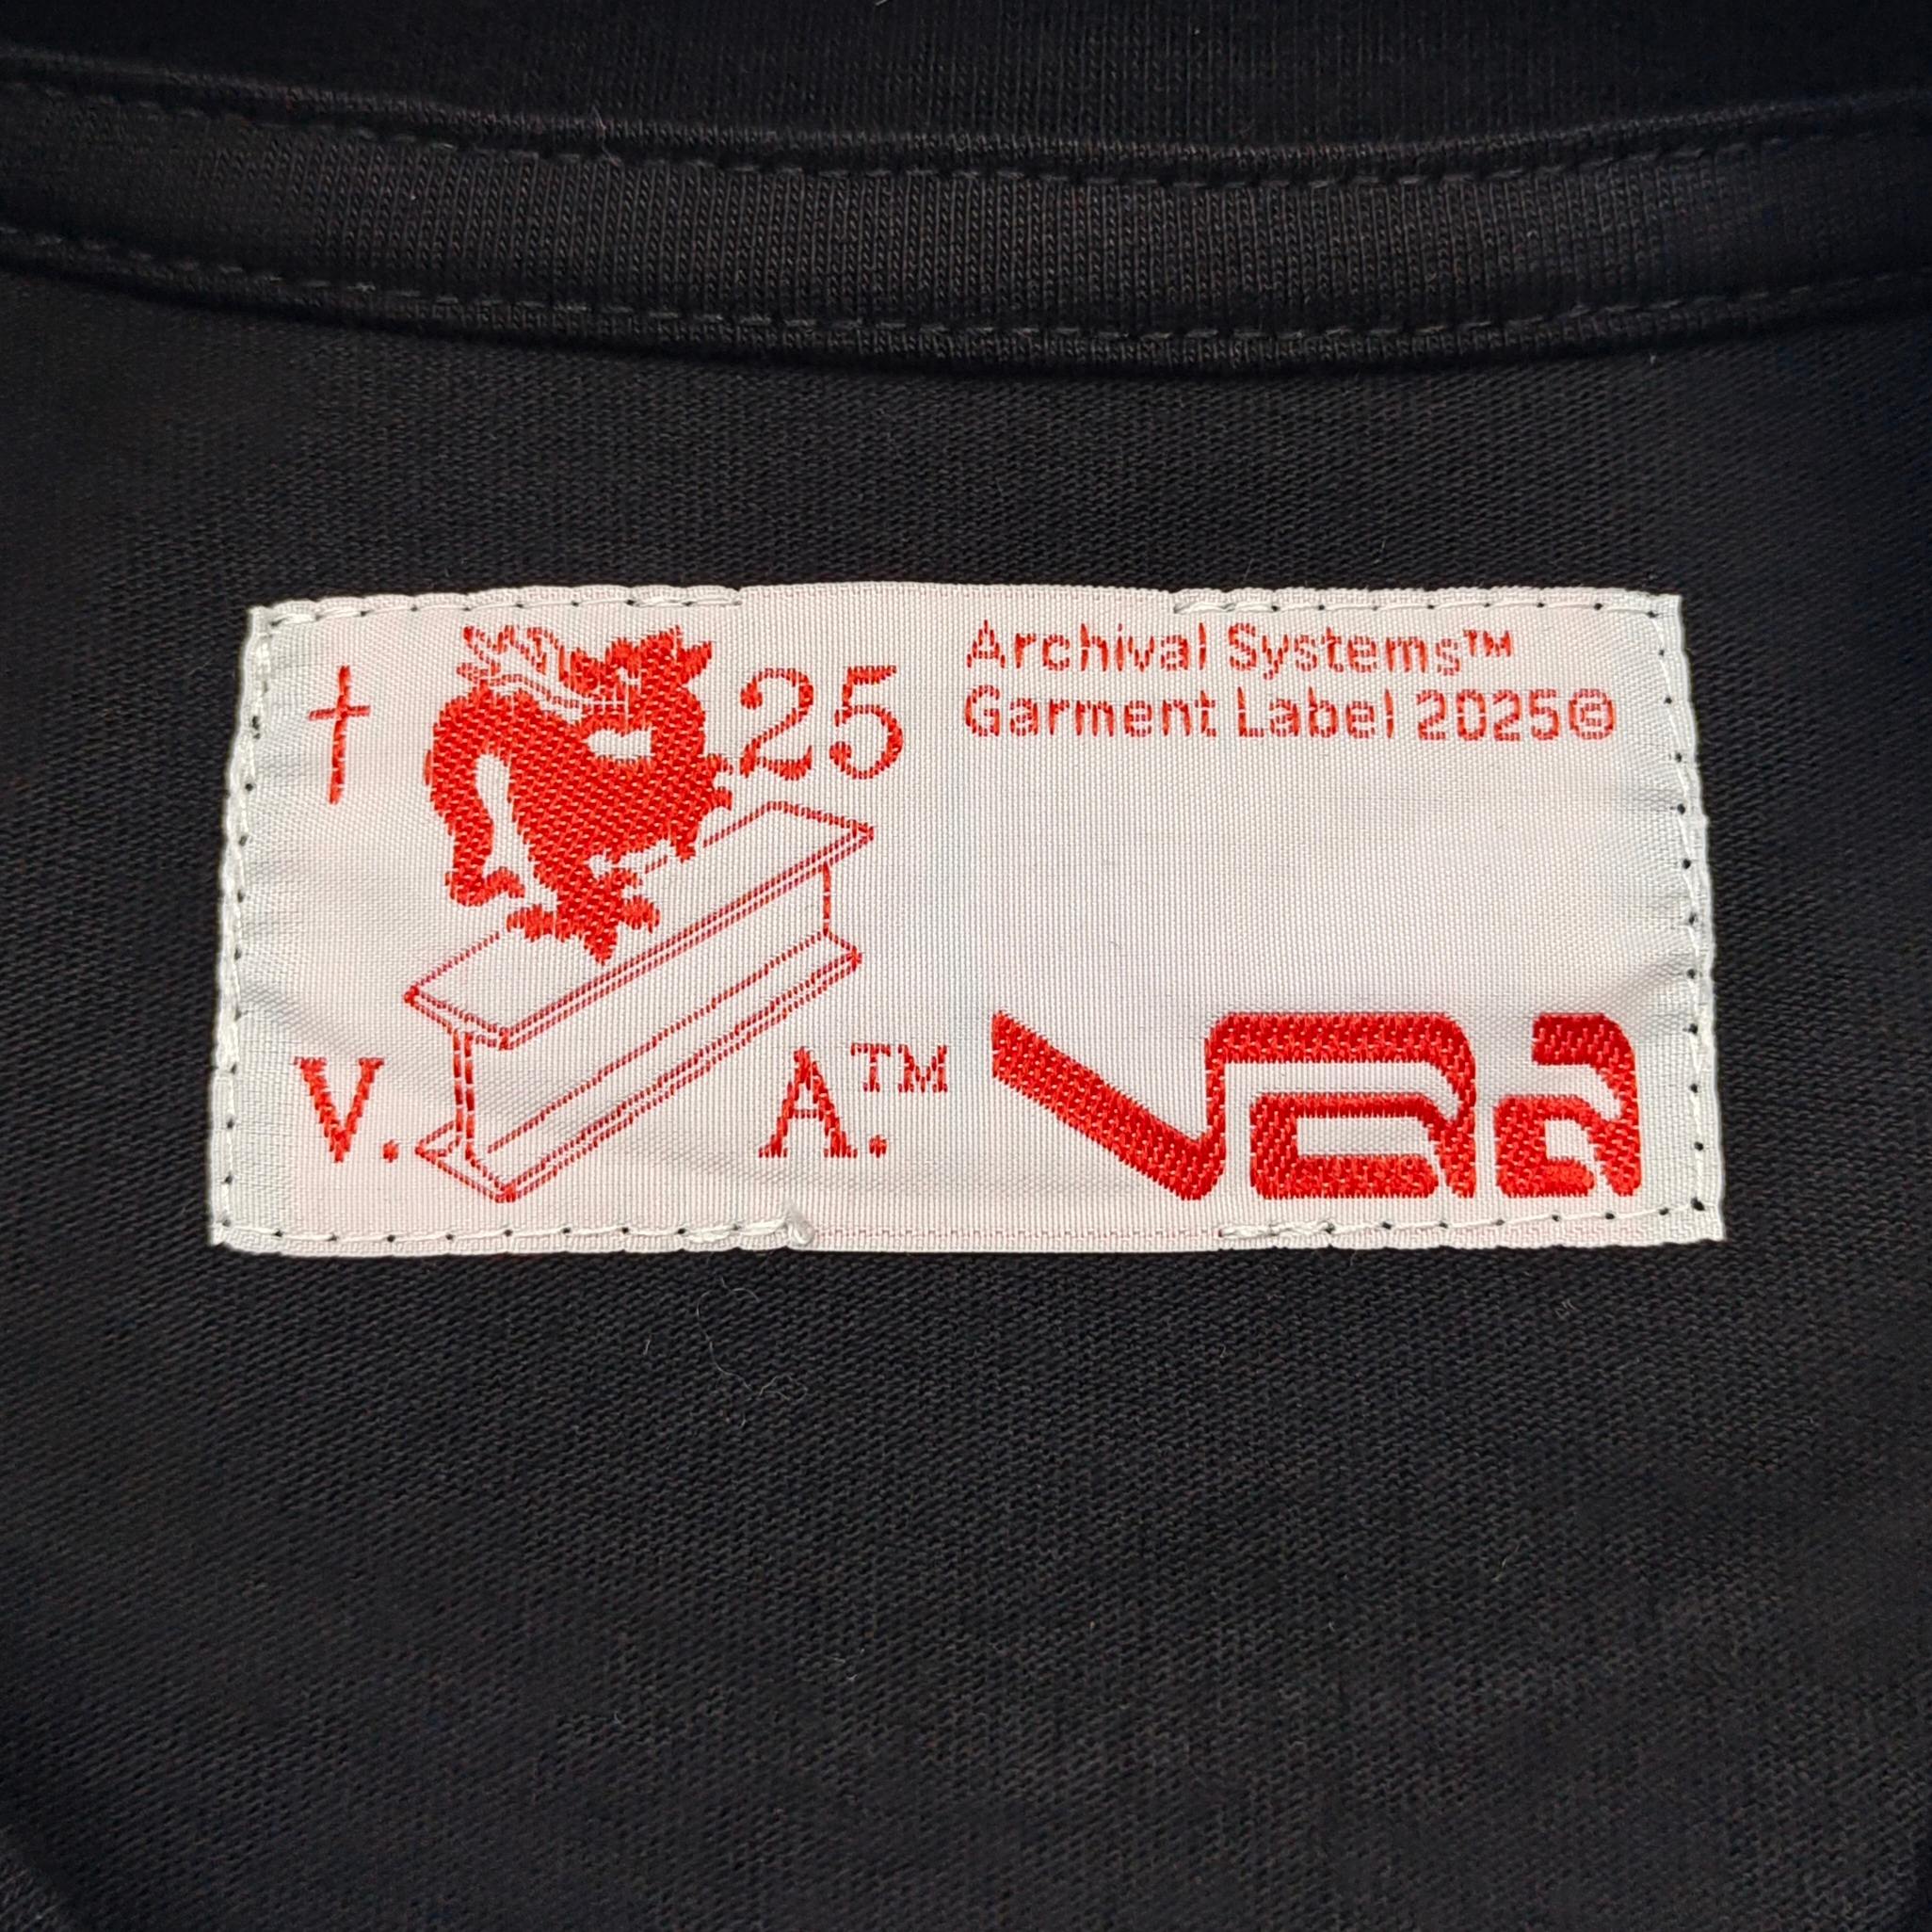 †
25
Archival Systems™
Garment Label 2025©
V.
A.™